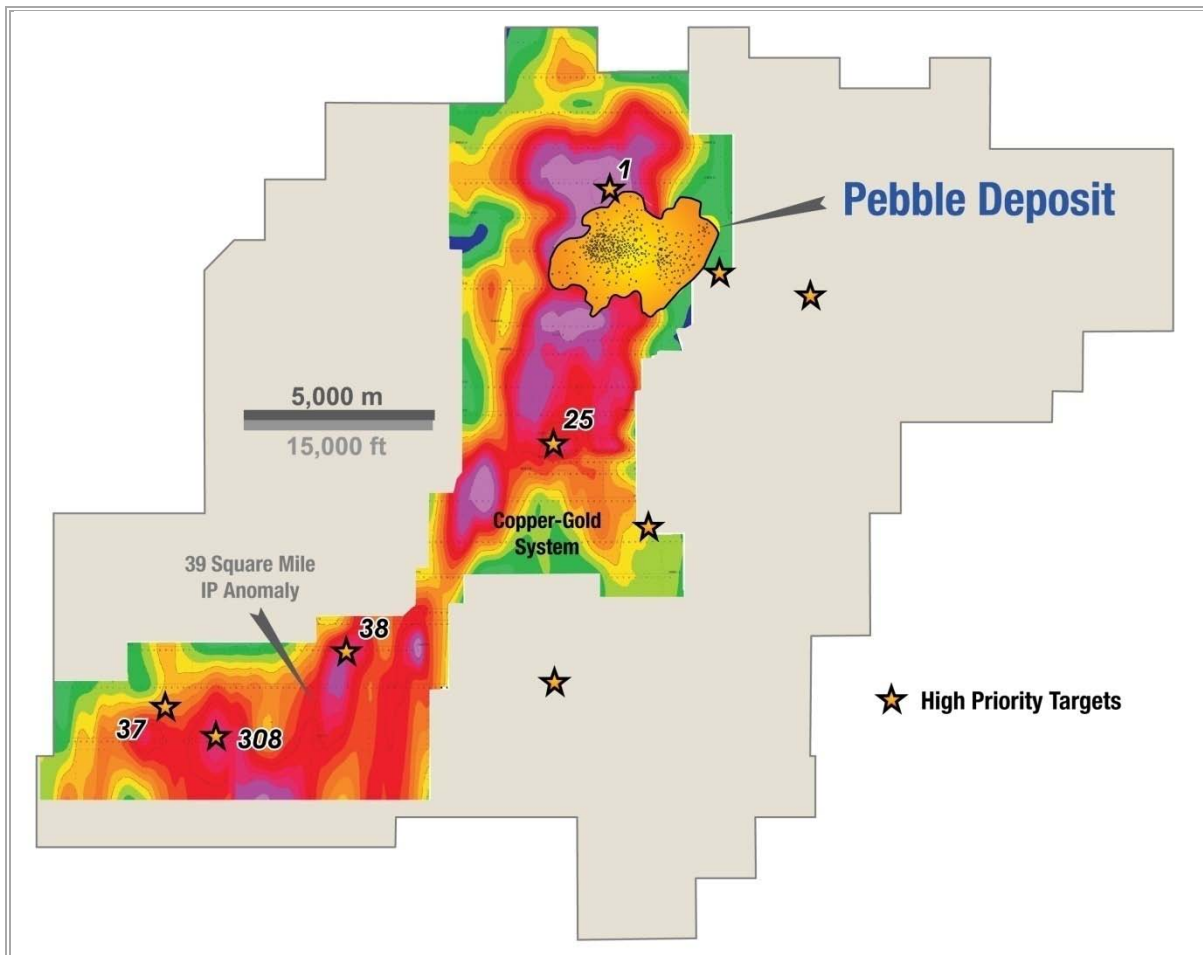 1
Pebble Deposit
5,000 m
15,000 ft
25
Copper-Gold
System
39 Square Mile
IP Anomaly
38
37
308
High Priority Targets